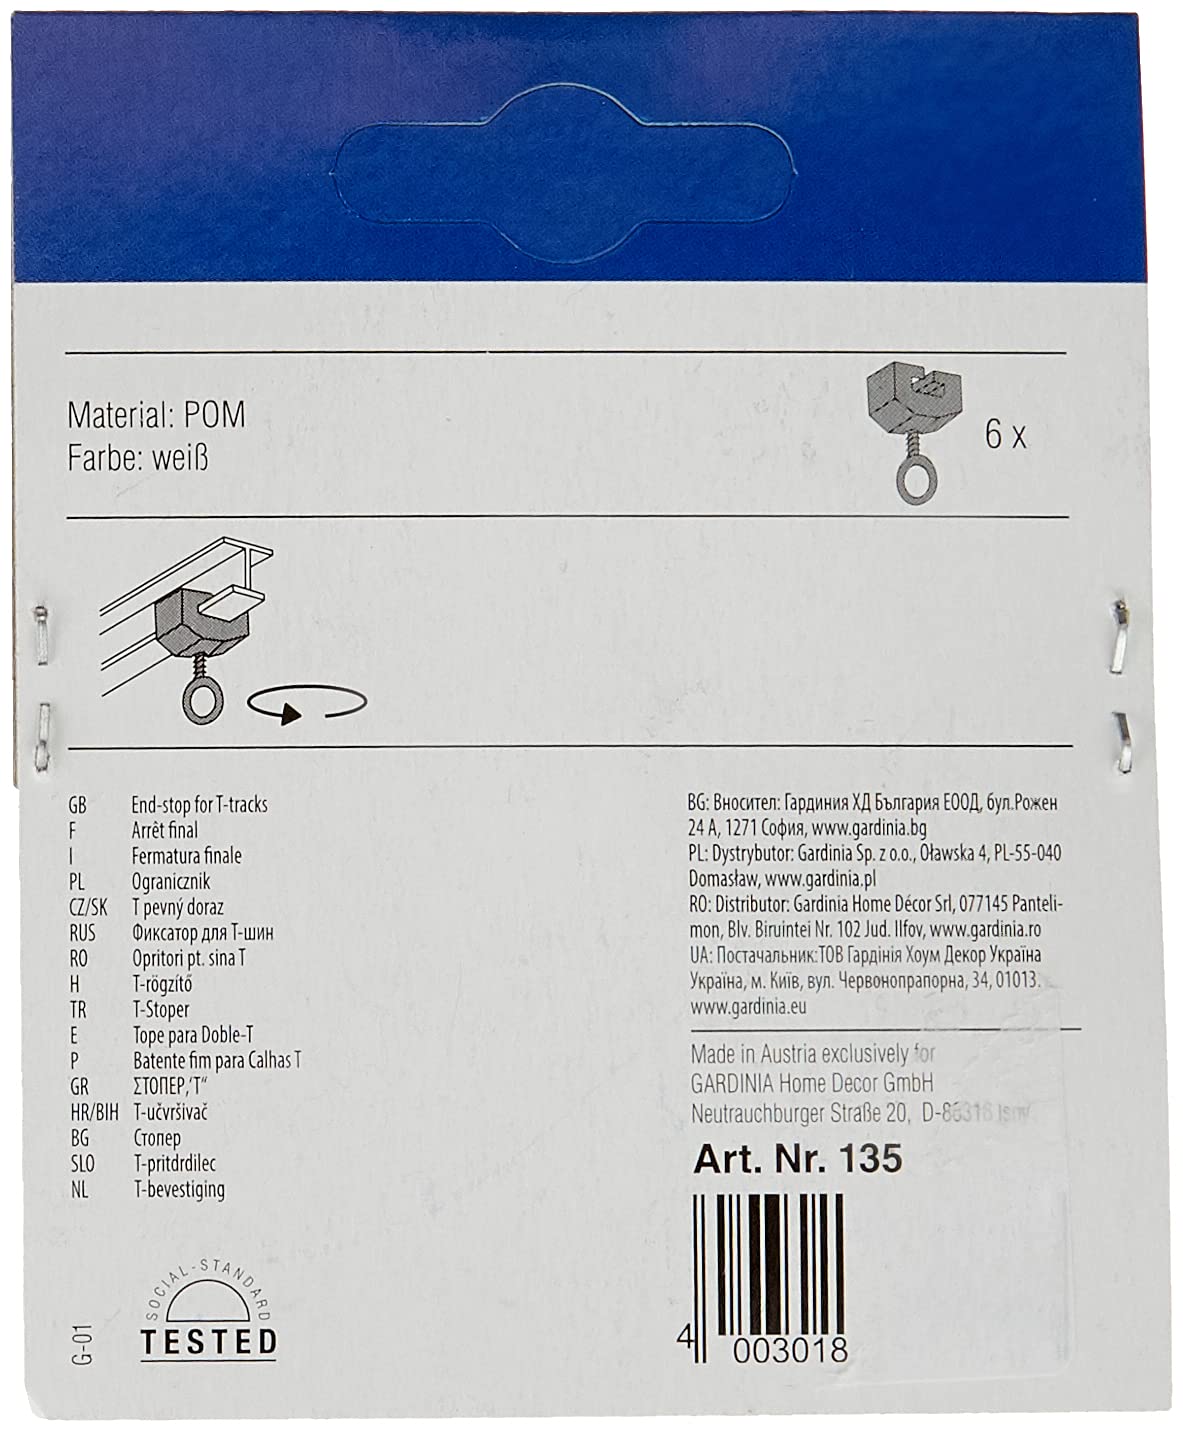 Material: POM
Farbe: weiß
6 x
GB End-stop for T-tracks
F Arrêt final
I Fermatura finale
PL Ogranicznik
CZ/SK T pevný doraz
RUS Фиксатор для Т-шин
RO Opritori pt. sina T
H T-rögzítő
TR T-Stoper
E Tope para Doble-T
P Batente fim para Calhas T
GR ΣΤΟΠΕΡ,‘Τ“
HR/BIH T-učvršivač
BG Стопер
SLO T-pritdrdilec
NL T-bevestiging
BG: Вносител: Гардиния ХД България ЕООД, бул.Рожен
24 А, 1271 София, www.gardinia.bg
PL: Dystrybutor: Gardinia Sp. z o.o., Oławska 4, PL-55-040
Domasław, www.gardinia.pl
RO: Distributor: Gardinia Home Décor Srl, 077145 Panteli-
mon, Blv. Biruintei Nr. 102 Jud. Ilfov, www.gardinia.ro
UA: Постачальник:ТОВ Гардінія Хоум Декор Україна
Україна, м. Київ, вул. Червонопрапорна, 34, 01013.
www.gardinia.eu
Made in Austria exclusively for
GARDINIA Home Decor GmbH
Neutrauchburger Straße 20,
Art. Nr. 135
4 003018
SOCIAL-STANDARD
TESTED
G-01